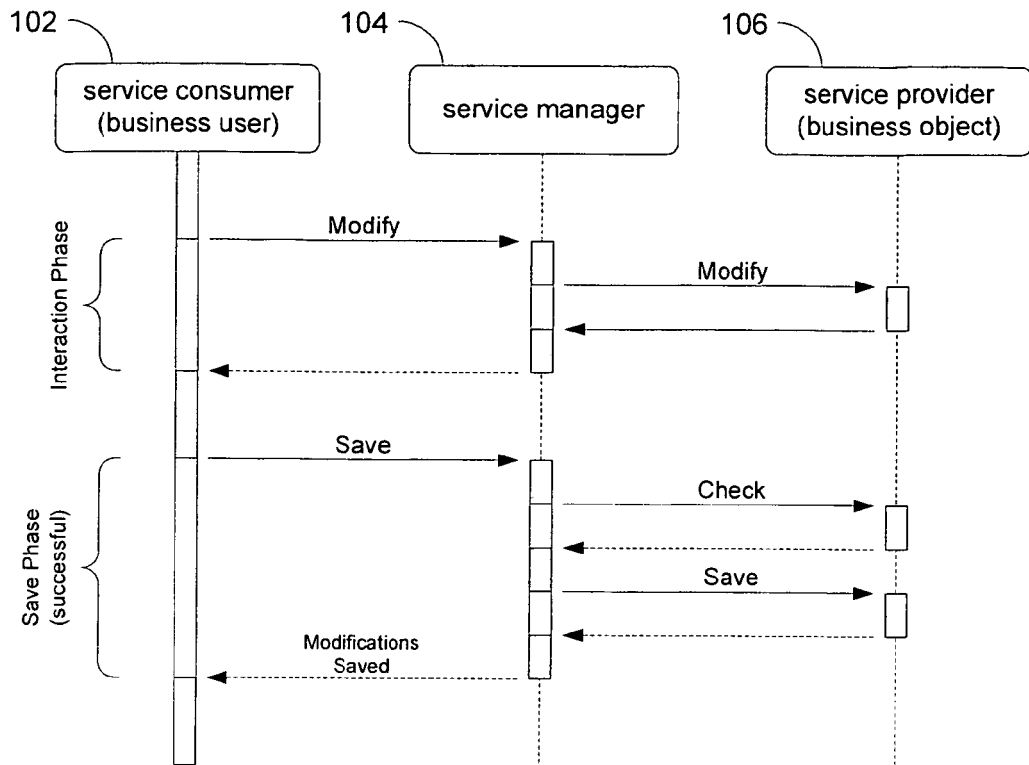 102
104
106
service consumer
(business user)
service manager
service provider
(business object)
Interaction Phase
Modify
Modify
Save Phase
(successful)
Save
Check
Save
Modifications
Saved